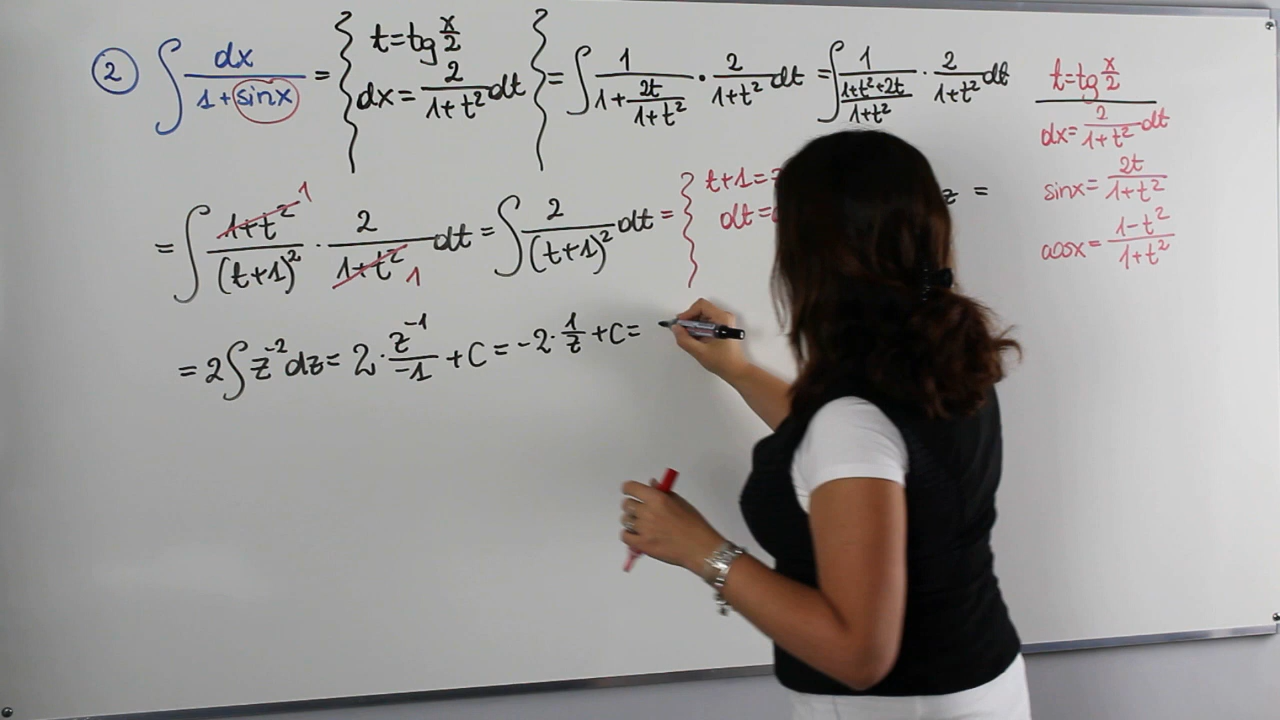 ② ∫ dx / (1 + sinx) = { t = tg x/2 } = ∫ 1 / (1 + 2t/(1+t²)) · 2/(1+t²) dt = ∫ 1 / ((1+t²+2t)/(1+t²)) · 2/(1+t²) dt
dx = 2/(1+t²) dt
= ∫ (1+t²) 1 / (t+1)² · 2/(1+t²) 1 dt = ∫ 2/(t+1)² dt = { t+1=
dt=
z =
= 2∫ z⁻² dz = 2 · z⁻¹/-1 + C = -2 · 1/z + C =
t = tg x/2
dx = 2/(1+t²) dt
sinx = 2t/(1+t²)
cosx = (1-t²)/(1+t²)